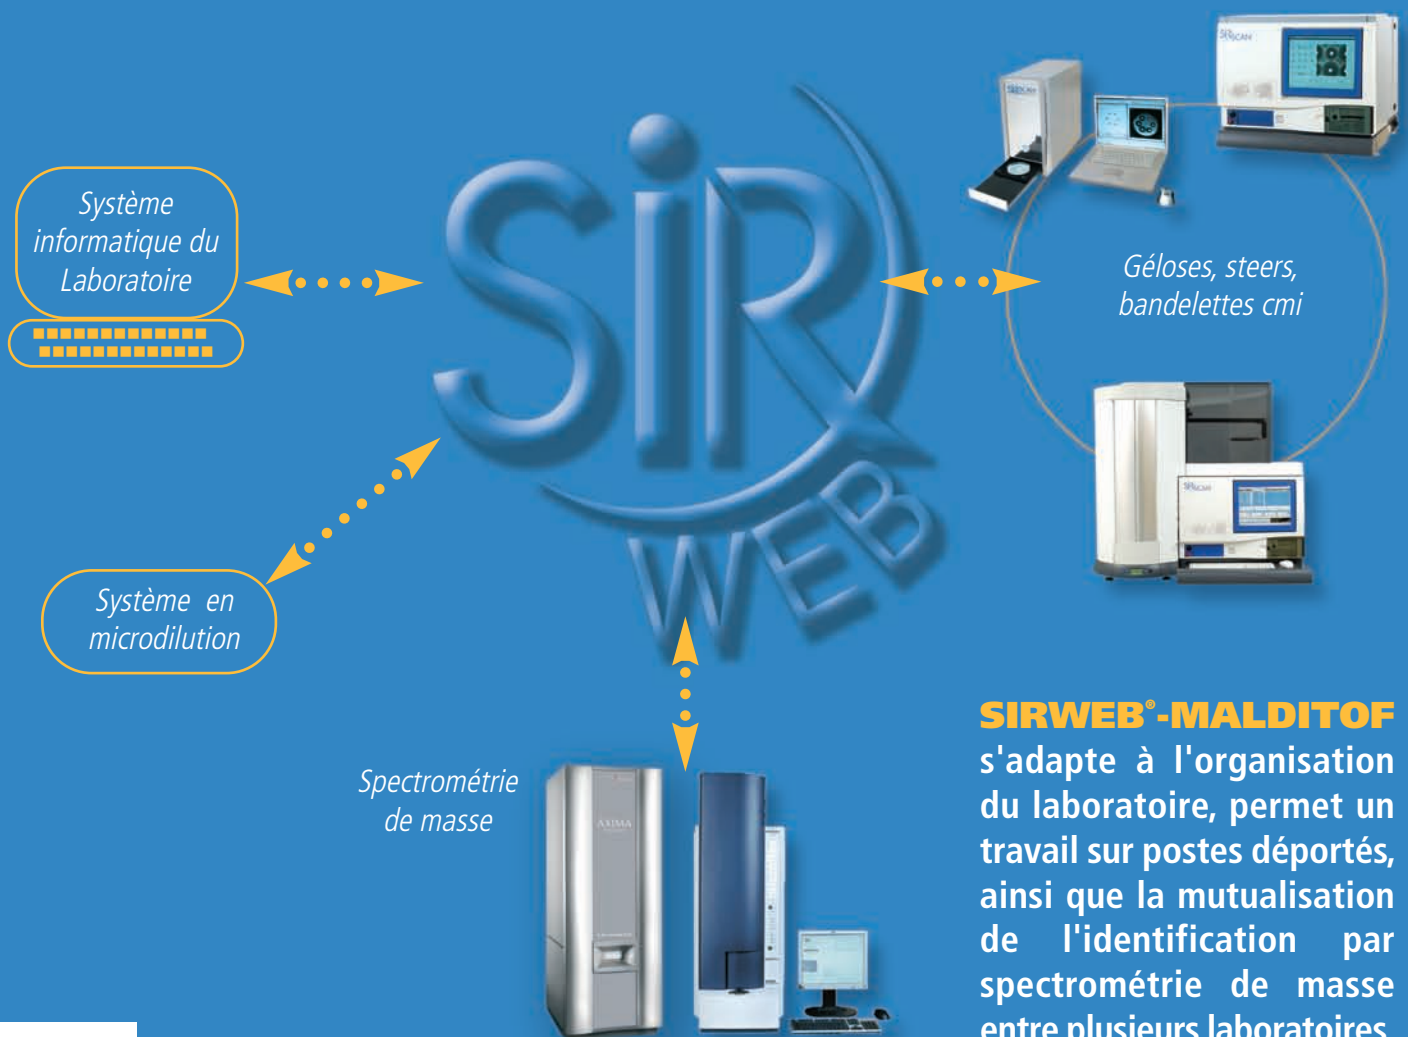 SIRSCAN
Système
informatique du
Laboratoire
SiR
WEB
Géloses, steers,
bandelettes cmi
SIRSCAN
Système en
microdilution
Spectrométrie
de masse
AXIMA
SIRWEB®-MALDITOF
s'adapte à l'organisation
du laboratoire, permet un
travail sur postes déportés,
ainsi que la mutualisation
de l'identification par
spectrométrie de masse
entre plusieurs laboratoires.